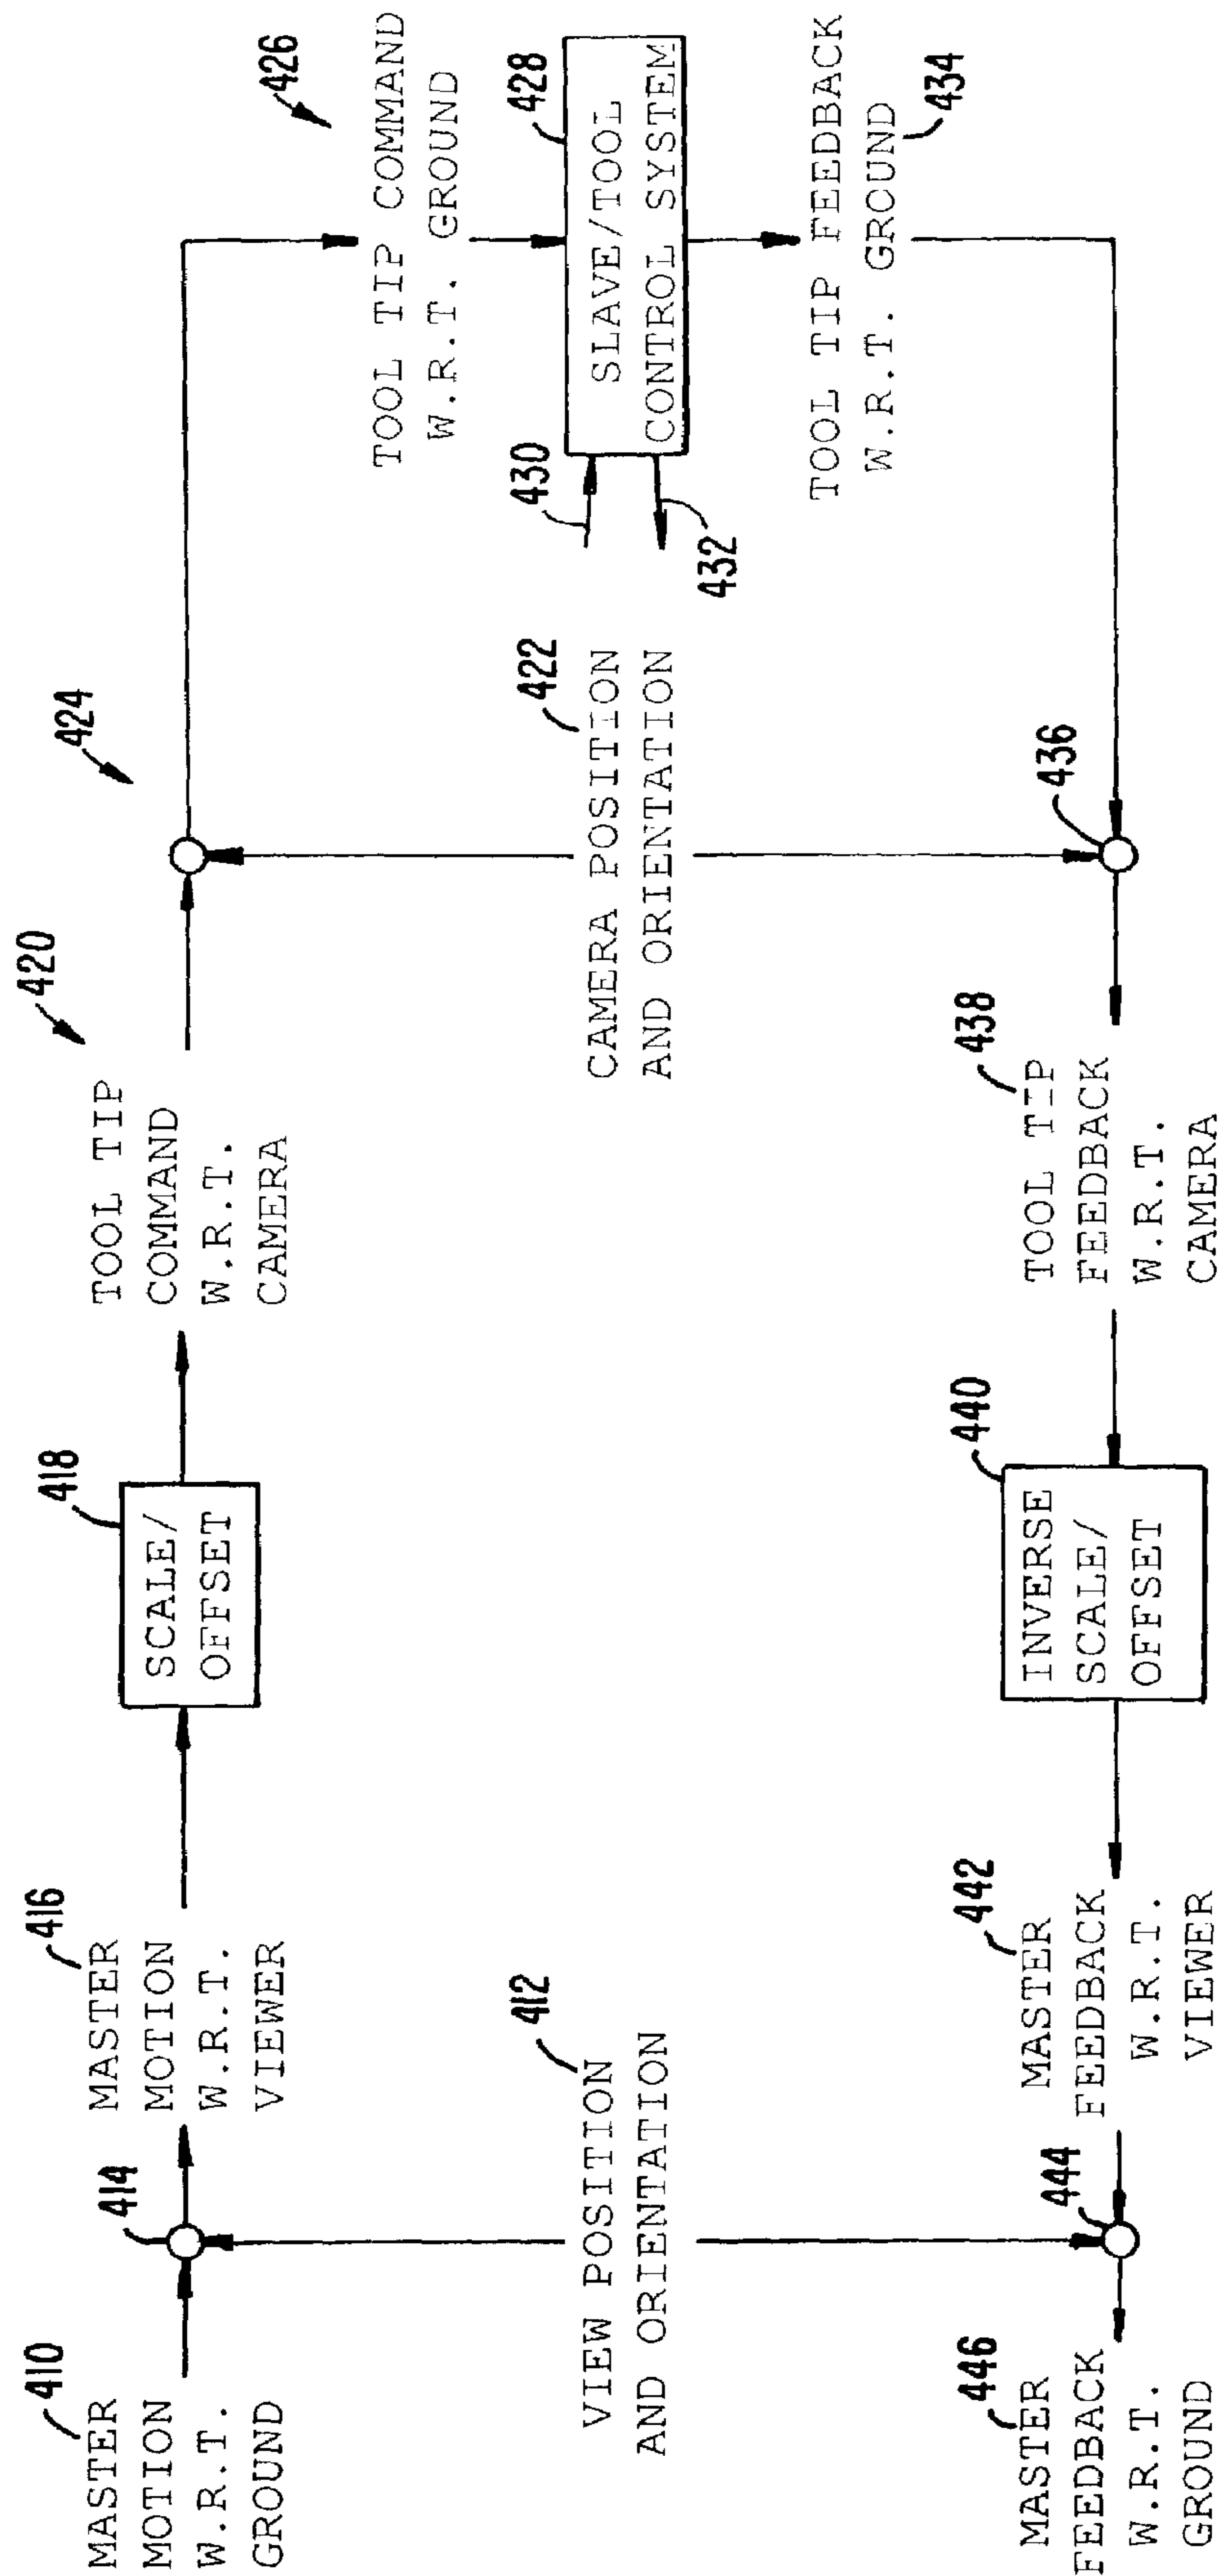 410
MASTER
MOTION
W.R.T.
GROUND
414
416
MASTER
MOTION
W.R.T.
VIEWER
418
SCALE/
OFFSET
420
TOOL TIP
COMMAND
W.R.T.
CAMERA
424
426
TOOL TIP COMMAND
W.R.T. GROUND
412
VIEW POSITION
AND ORIENTATION
422
CAMERA POSITION
AND ORIENTATION
430
432
428
SLAVE/TOOL
CONTROL SYSTEM
TOOL TIP FEEDBACK
W.R.T. GROUND
434
446
MASTER
FEEDBACK
W.R.T.
GROUND
444
442
MASTER
FEEDBACK
W.R.T.
VIEWER
440
INVERSE
SCALE/
OFFSET
438
TOOL TIP
FEEDBACK
W.R.T.
CAMERA
436